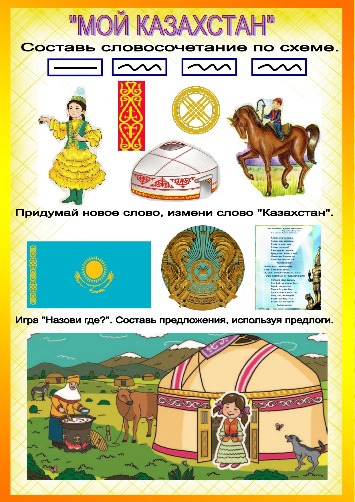 "МОЙ КАЗАХСТАН"
Составь словосочетание по схеме.
Придумай новое слово, измени слово "Казахстан".
Игра "Назови где?". Составь предложения, используя предлоги.